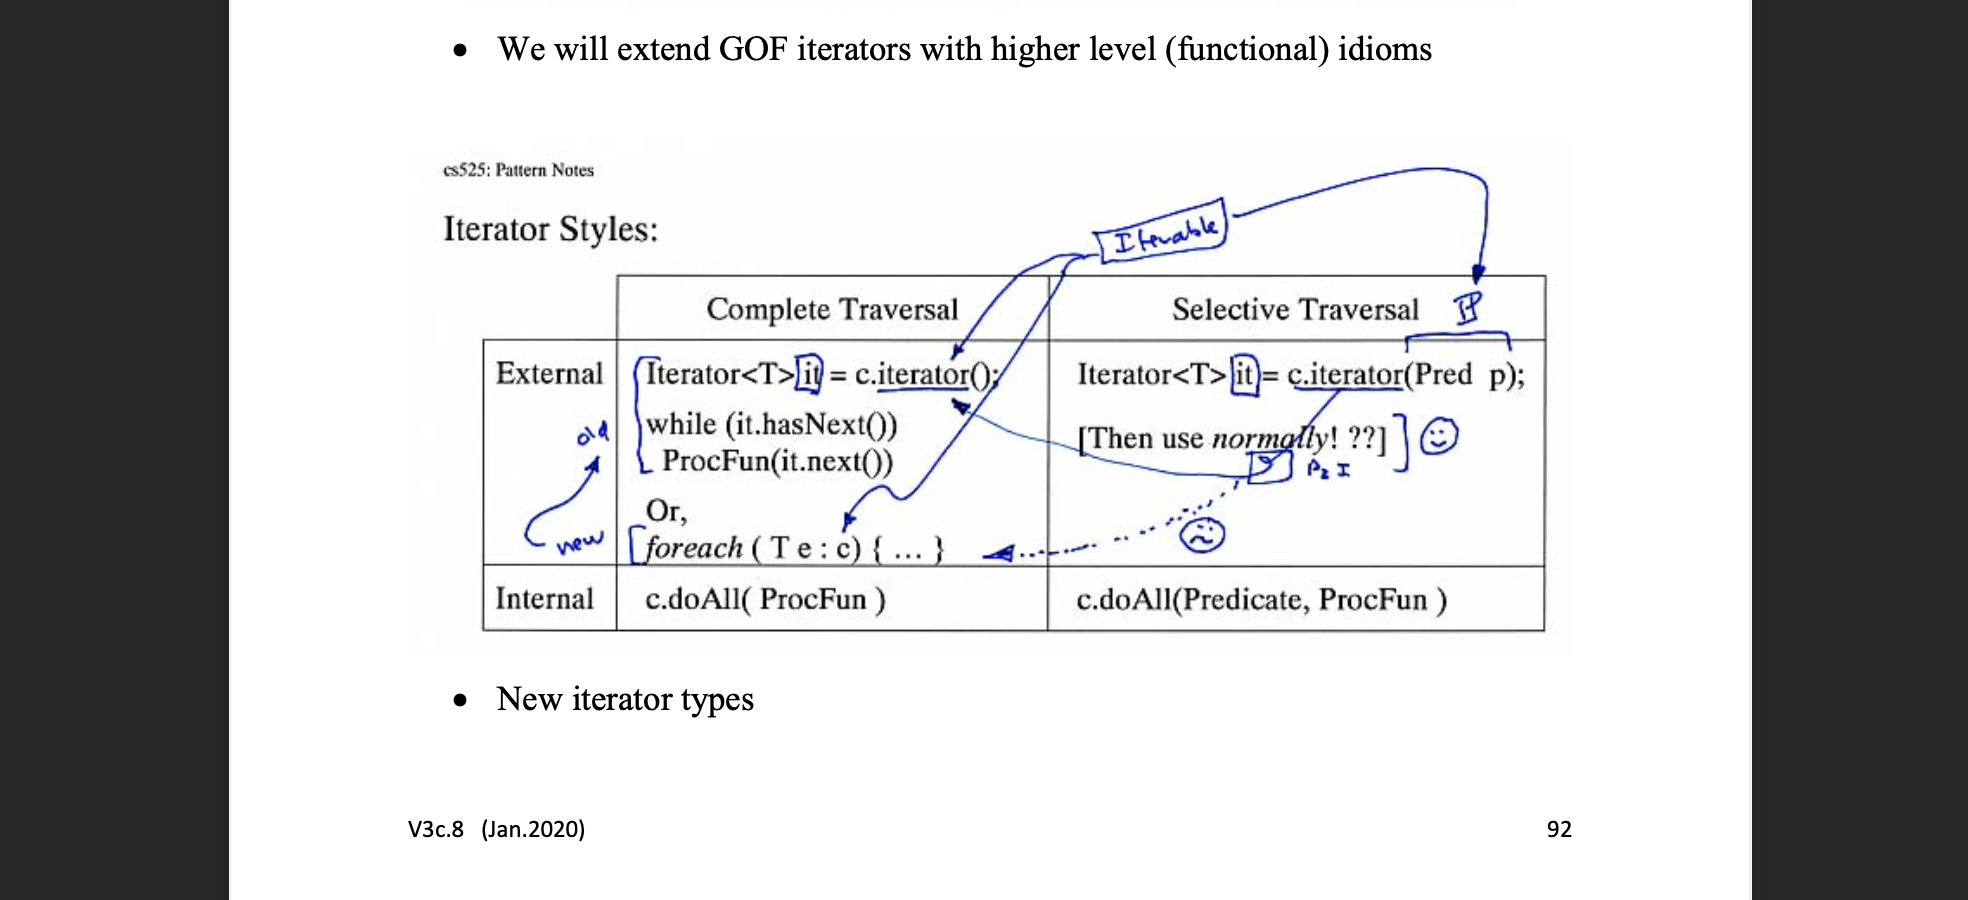 • We will extend GOF iterators with higher level (functional) idioms
cs525: Pattern Notes
Iterator Styles:
Iterable
Complete Traversal
Selective Traversal
External
Iterator<T> it = c.iterator();
while (it.hasNext())
ProcFun(it.next())
Or,
foreach ( T e : c) { ... }
old
new
Iterator<T> it = c.iterator(Pred p);
[Then use normally! ??]
Internal
c.doAll( ProcFun )
c.doAll(Predicate, ProcFun )
• New iterator types
V3c.8 (Jan.2020)
92